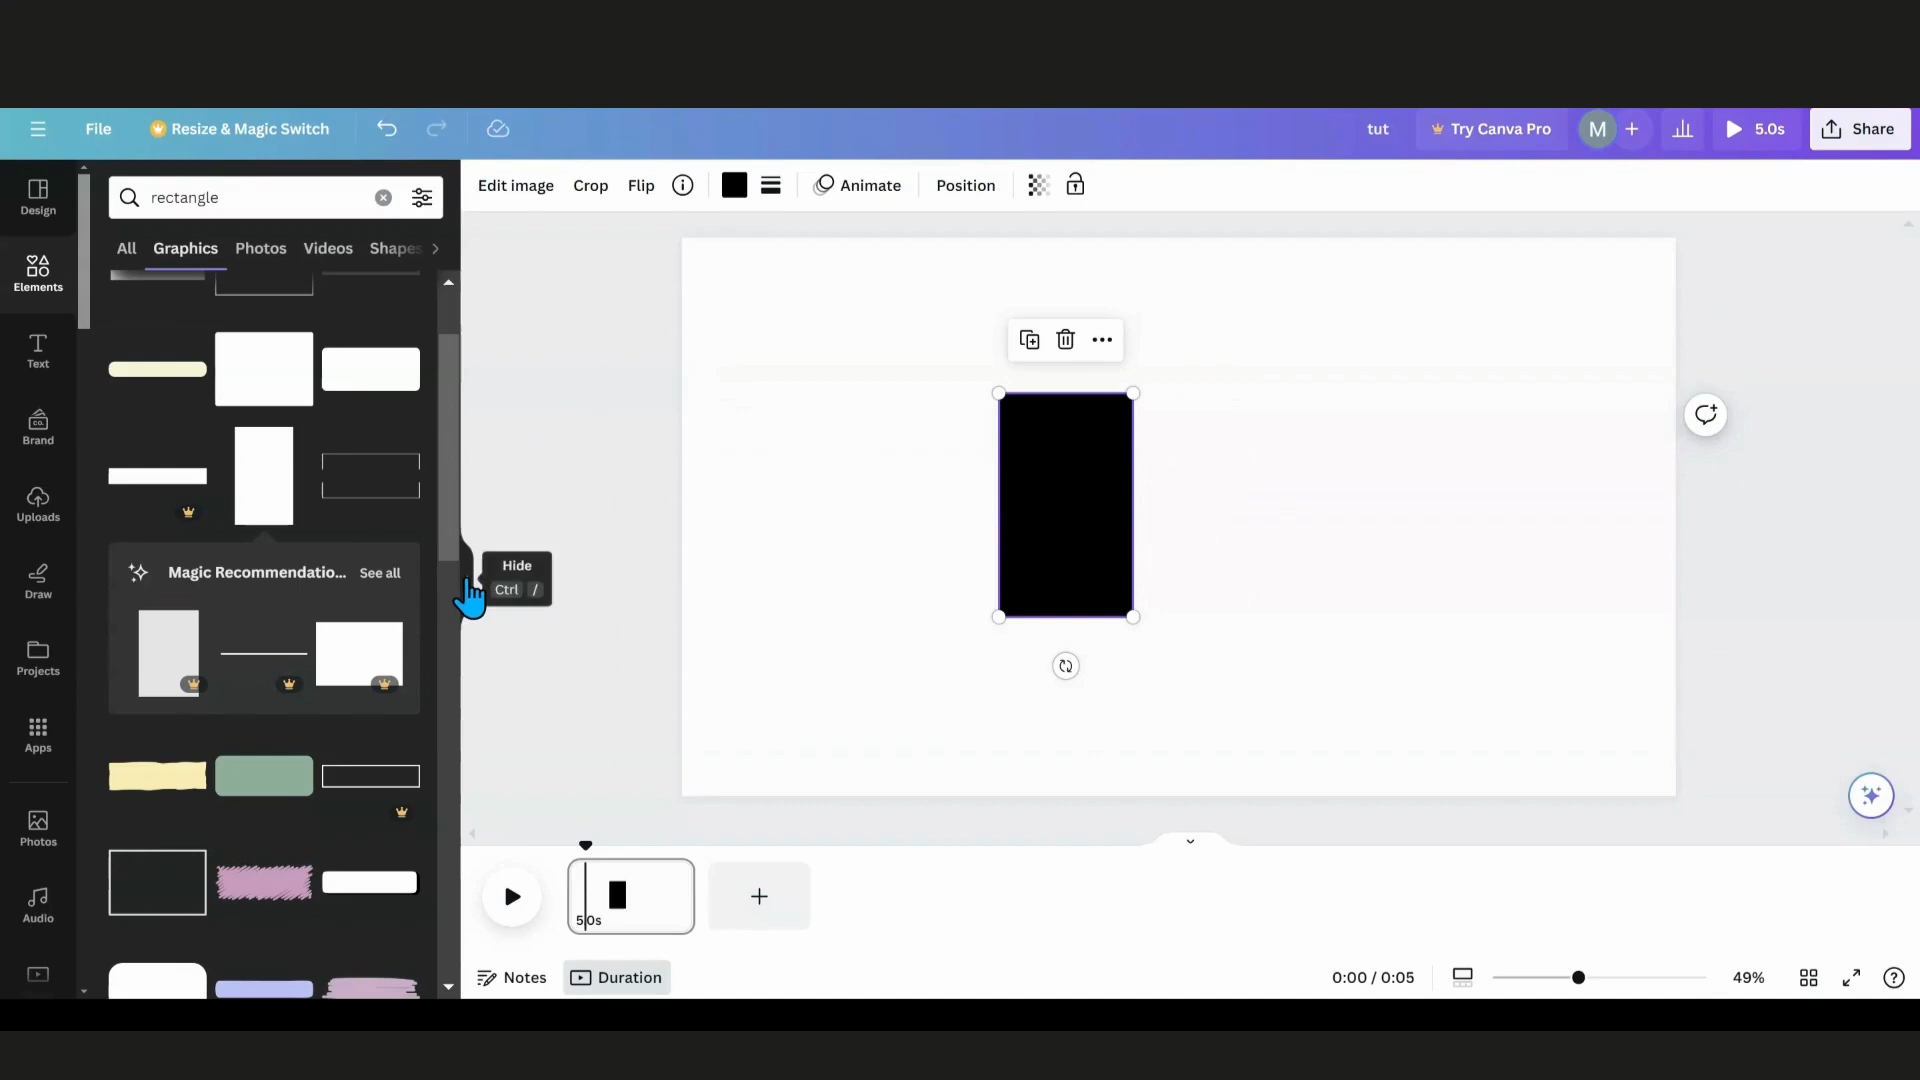 File
Resize & Magic Switch
tut
Try Canva Pro
M
5.0s
Share
Design
Elements
Text
Brand
Uploads
Draw
Projects
Apps
Photos
Audio
rectangle
All
Graphics
Photos
Videos
Shapes
Magic Recommendatio...
See all
Hide
Ctrl /
Edit image
Crop
Flip
Animate
Position
5.0s
Notes
Duration
0:00 / 0:05
49%